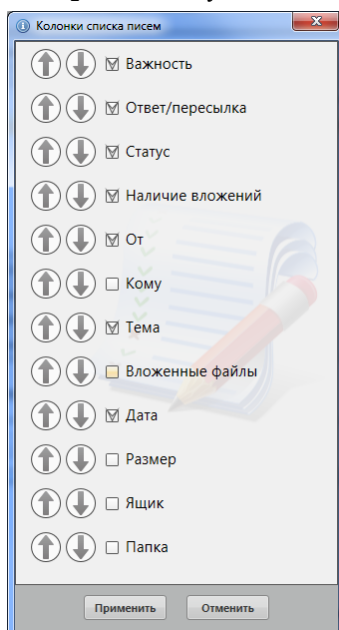 Колонки списка писем
Важность
Ответ/пересылка
Статус
Наличие вложений
От
Кому
Тема
Вложенные файлы
Дата
Размер
Ящик
Папка
Применить Отменить